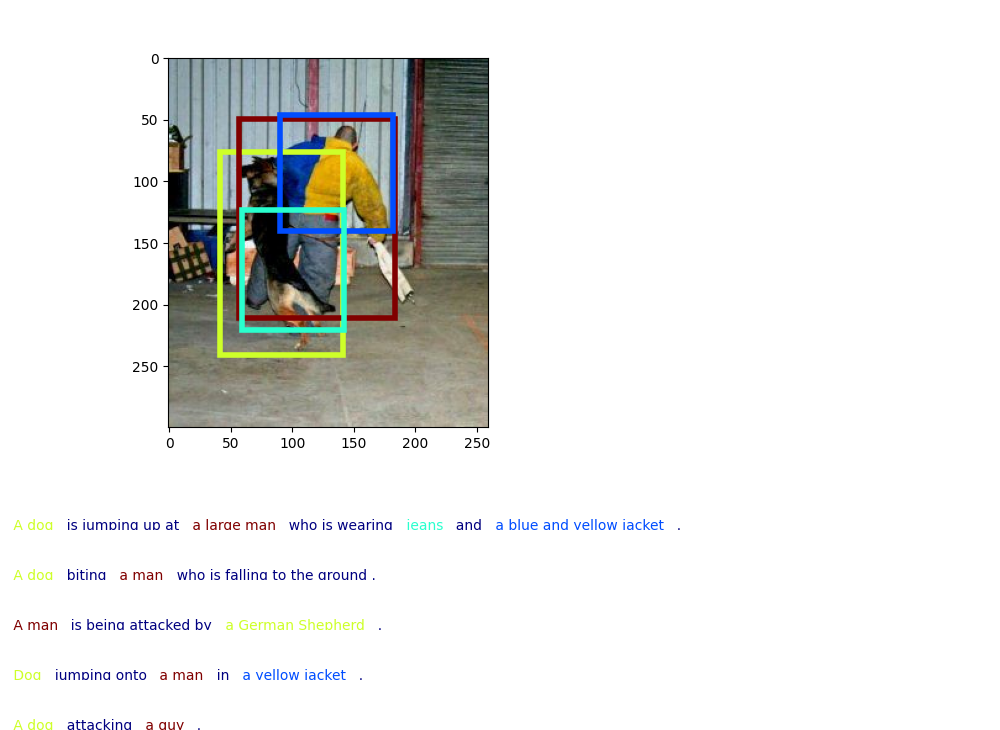 0
50
100
150
200
250
0 50 100 150 200 250
A dog is jumping up at a large man who is wearing jeans and a blue and yellow jacket .
A dog biting a man who is falling to the ground .
A man is being attacked by a German Shepherd .
Dog jumping onto a man in a yellow jacket .
A dog attacking a guy .